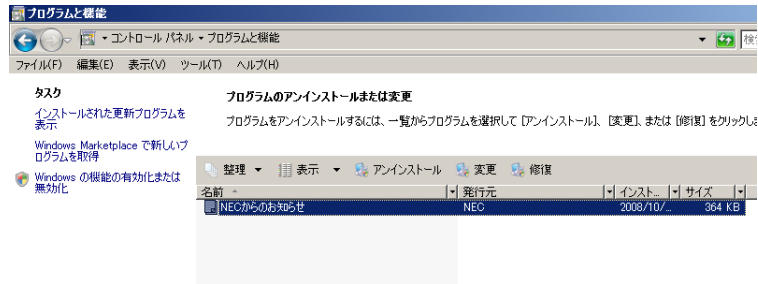 プログラムと機能
コントロール パネル ▸ プログラムと機能
ファイル(F) 編集(E) 表示(V) ツール(T) ヘルプ(H)
タスク
インストールされた更新プログラムを
表示
Windows Marketplace で新しいプ
ログラムを取得
Windows の機能の有効化または
無効化
プログラムのアンインストールまたは変更
プログラムをアンインストールするには、一覧からプログラムを選択して [アンインストール]、[変更]、または [修復] をクリックしま
整理 表示 アンインストール 変更 修復
名前 発行元 インスト... サイズ
NECからのお知らせ NEC 2008/10/... 364 KB